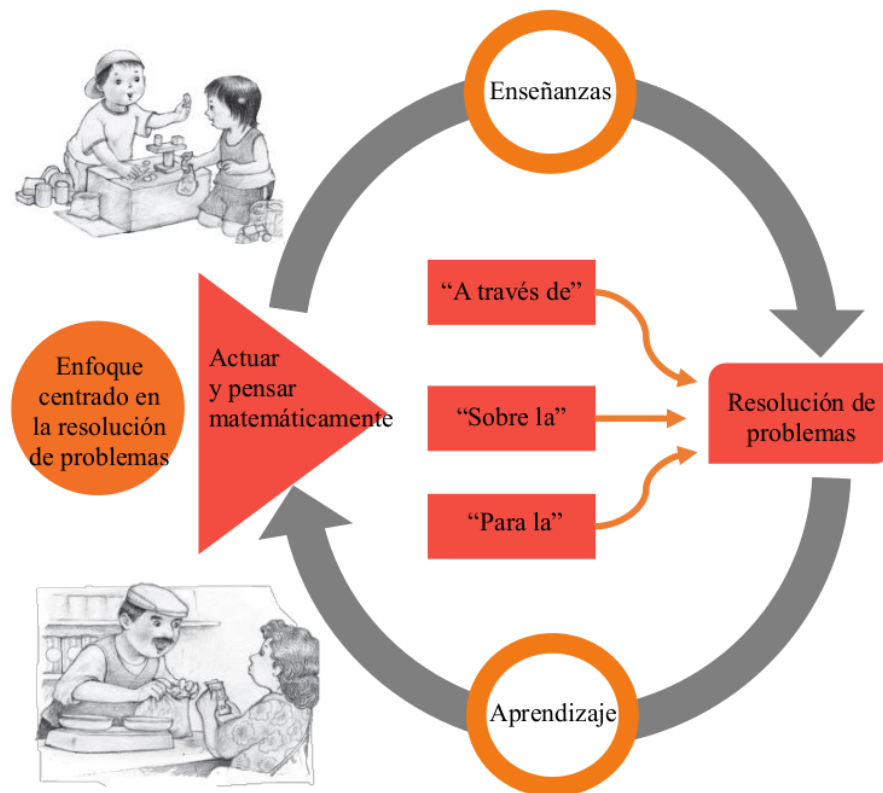 Enseñanzas
“A través de”
Enfoque
centrado en
la resolución
de problemas
Actuar
y pensar
matemáticamente
“Sobre la”
Resolución de
problemas
“Para la”
Aprendizaje